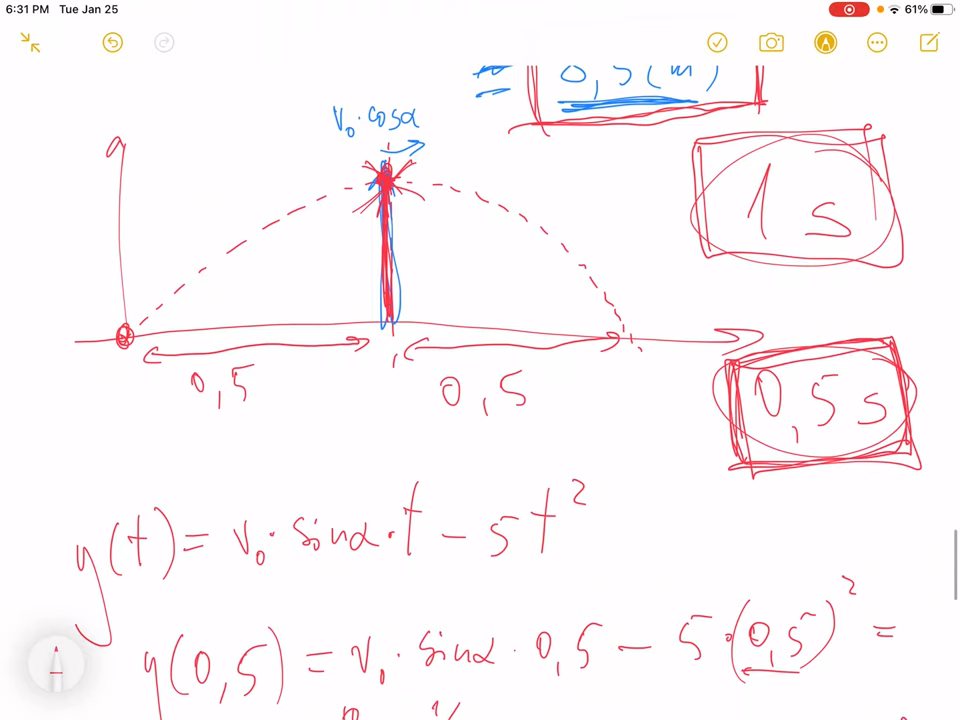 6:31 PM Tue Jan 25
61%
0,5 (m)
v₀·cosα
1 s
0,5
0,5
0,5 s
y(t) = v₀·sinα·t − 5t²
y(0,5) = v₀·sinα·0,5 − 5·(0,5)² =